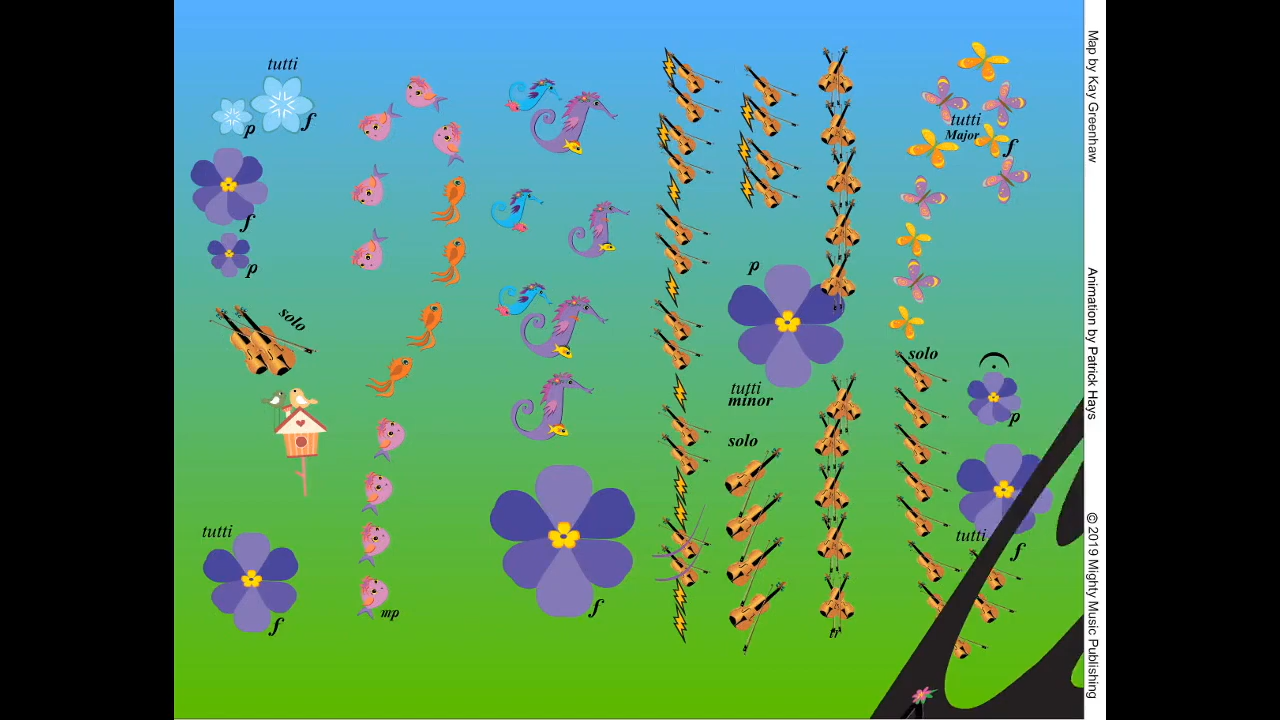 tutti
p
f
f
p
solo
tutti
f
mp
f
p
tutti
minor
solo
tr
tutti
Major
f
solo
p
tutti
f
Map by Kay Greenhaw
Animation by Patrick Hays
© 2019 Mighty Music Publishing